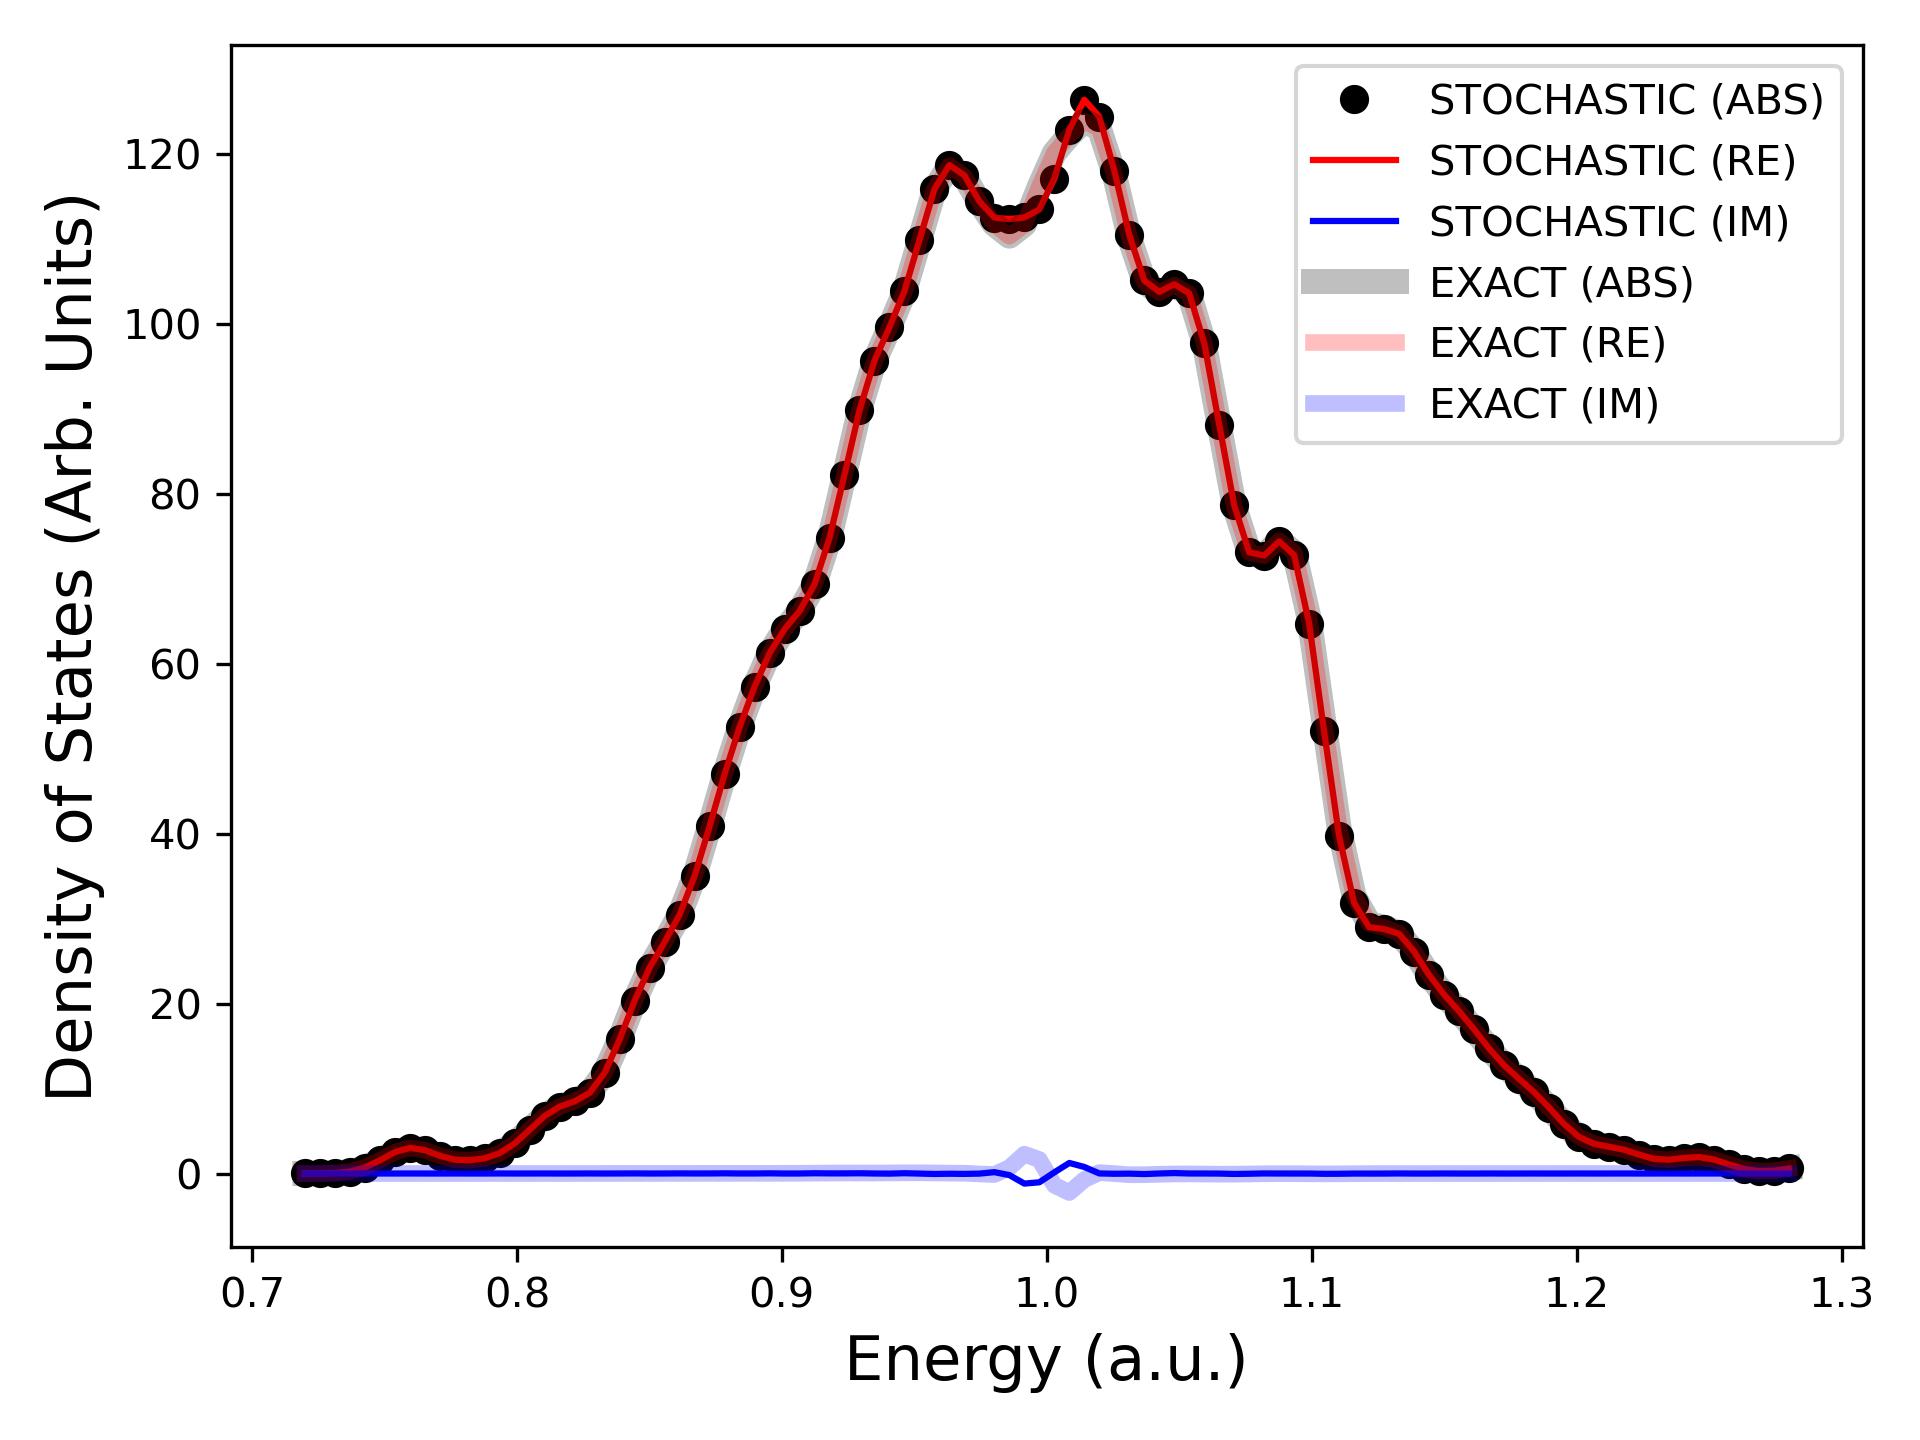 STOCHASTIC (ABS)
STOCHASTIC (RE)
STOCHASTIC (IM)
EXACT (ABS)
EXACT (RE)
EXACT (IM)
Density of States (Arb. Units)
120
100
80
60
40
20
0
0.7 0.8 0.9 1.0 1.1 1.2 1.3
Energy (a.u.)